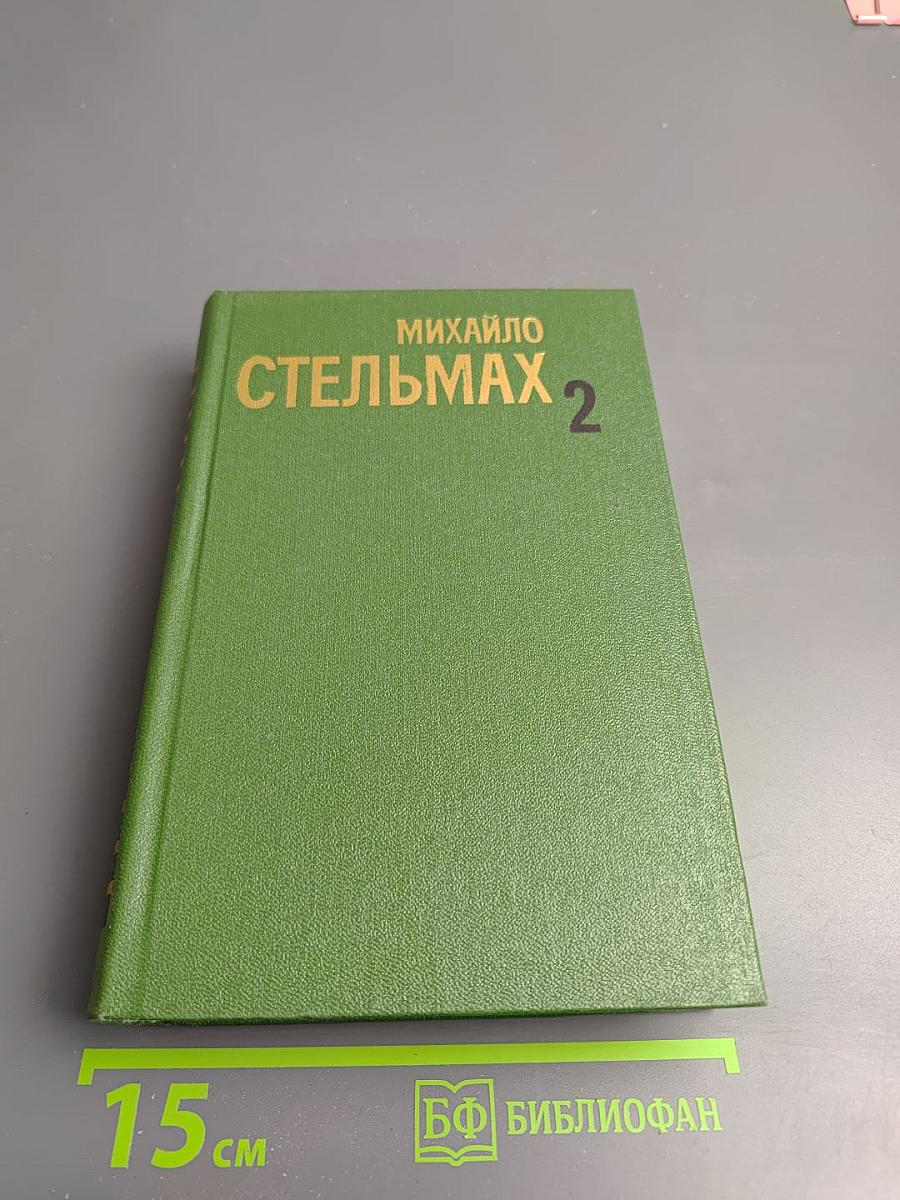 МИХАЙЛО
СТЕЛЬМАХ
2
15 см
БФ БИБЛИОФАН